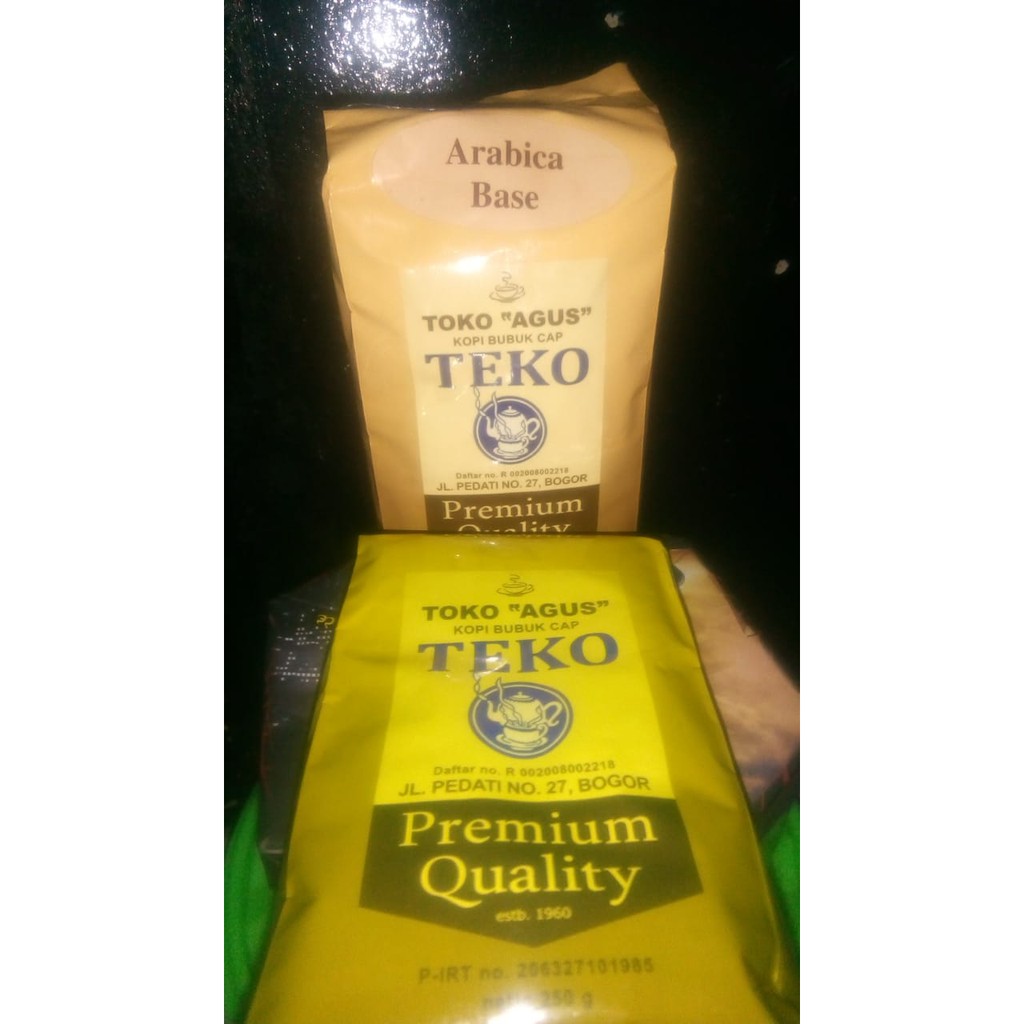 Arabica
Base
TOKO "AGUS"
KOPI BUBUK CAP
TEKO
Daftar no. R 002008002218
JL. PEDATI NO. 27, BOGOR
Premium
Quality
TOKO "AGUS"
KOPI BUBUK CAP
TEKO
Daftar no. R 002008002218
JL. PEDATI NO. 27, BOGOR
Premium
Quality
estb. 1960
P-IRT no. 206327101985
250 g